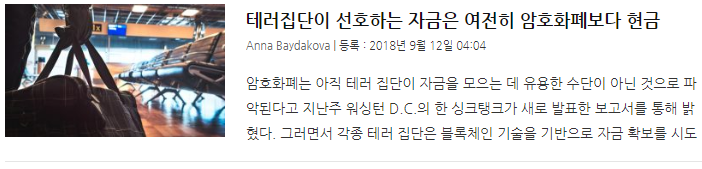 테러집단이 선호하는 자금은 여전히 암호화폐보다 현금
Anna Baydakova | 등록 : 2018년 9월 12일 04:04
암호화폐는 아직 테러 집단이 자금을 모으는 데 유용한 수단이 아닌 것으로 파
악된다고 지난주 워싱턴 D.C.의 한 싱크탱크가 새로 발표한 보고서를 통해 밝
혔다. 그러면서 각종 테러 집단은 블록체인 기술을 기반으로 자금 확보를 시도